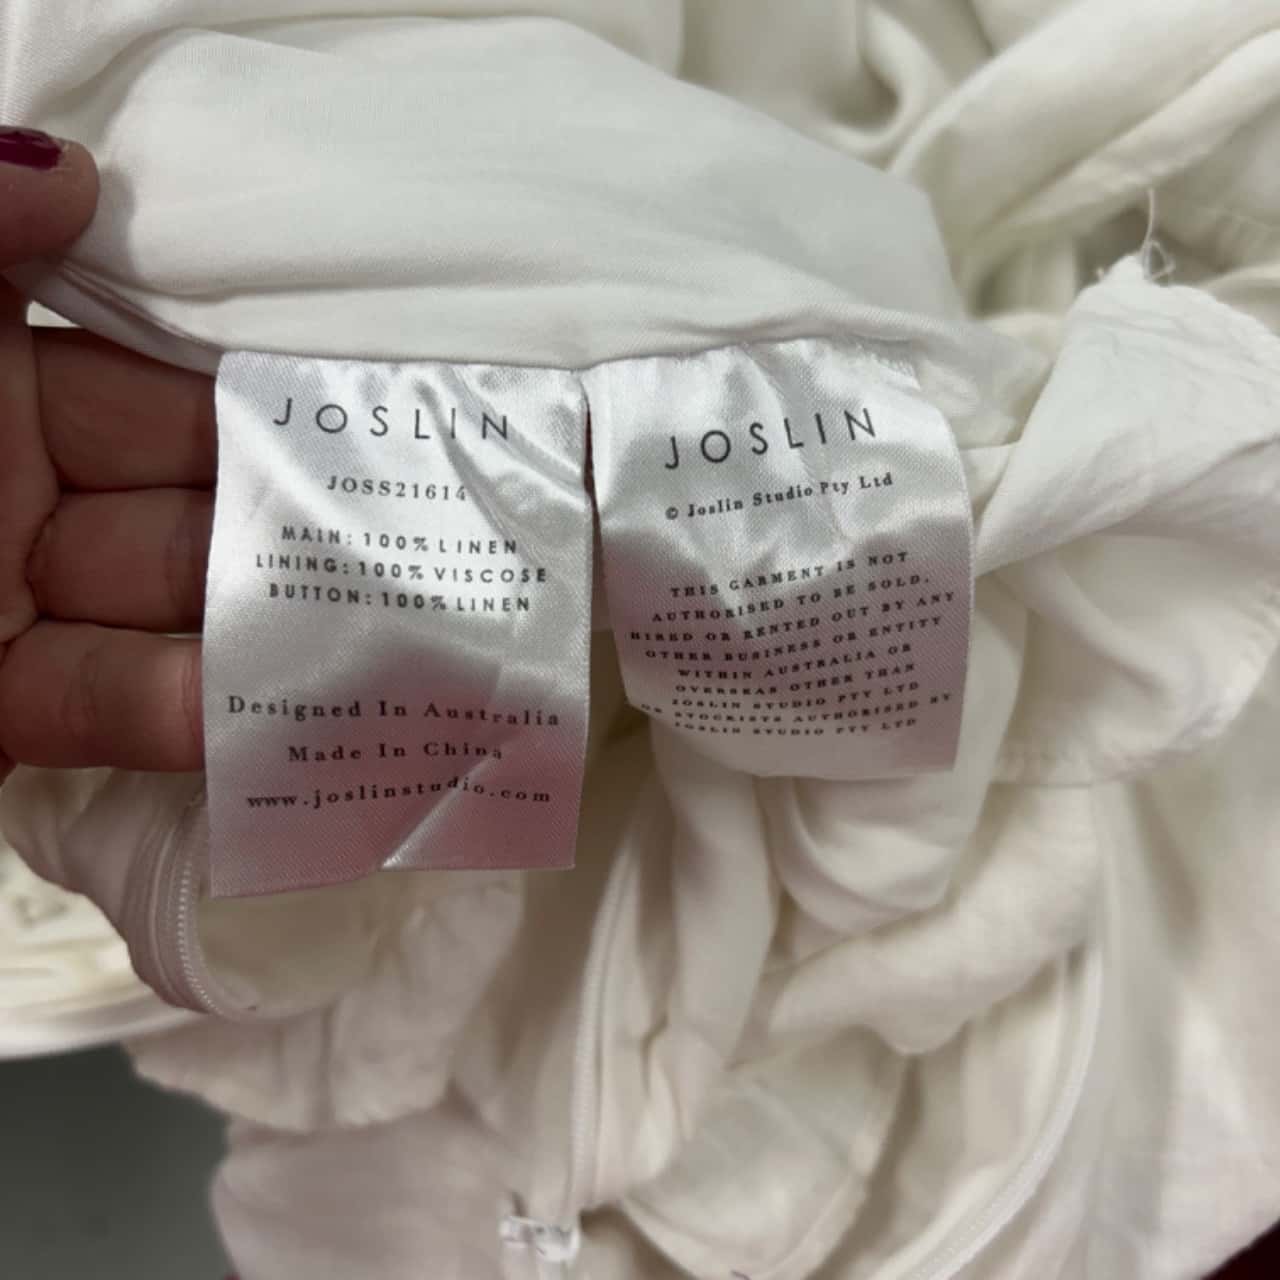 JOSLIN
JOSS21614
MAIN: 100% LINEN
LINING: 100% VISCOSE
BUTTON: 100% LINEN
Designed In Australia
Made In China
www.joslinstudio.com
JOSLIN
© Joslin Studio Pty Ltd
THIS GARMENT IS NOT
AUTHORISED TO BE SOLD,
HIRED OR RENTED OUT BY ANY
OTHER BUSINESS OR ENTITY
WITHIN AUSTRALIA OR
OVERSEAS OTHER THAN
JOSLIN STUDIO PTY LTD
OR STOCKISTS AUTHORISED BY
JOSLIN STUDIO PTY LTD